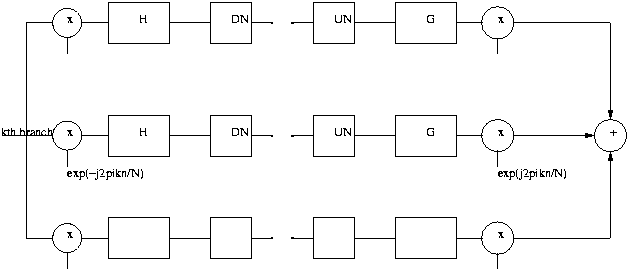 x H DN UN G x
kth branch x H DN UN G x +
exp(-j2pikn/N) exp(j2pikn/N)
x x